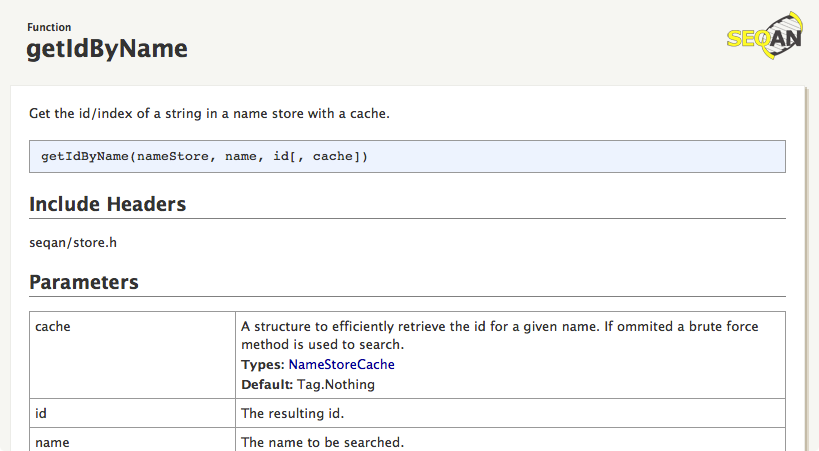 Function
getIdByName
SEQAN
Get the id/index of a string in a name store with a cache.
getIdByName(nameStore, name, id[, cache])
Include Headers
seqan/store.h
Parameters
cache
A structure to efficiently retrieve the id for a given name. If ommited a brute force
method is used to search.
Types: NameStoreCache
Default: Tag.Nothing
id
The resulting id.
name
The name to be searched.